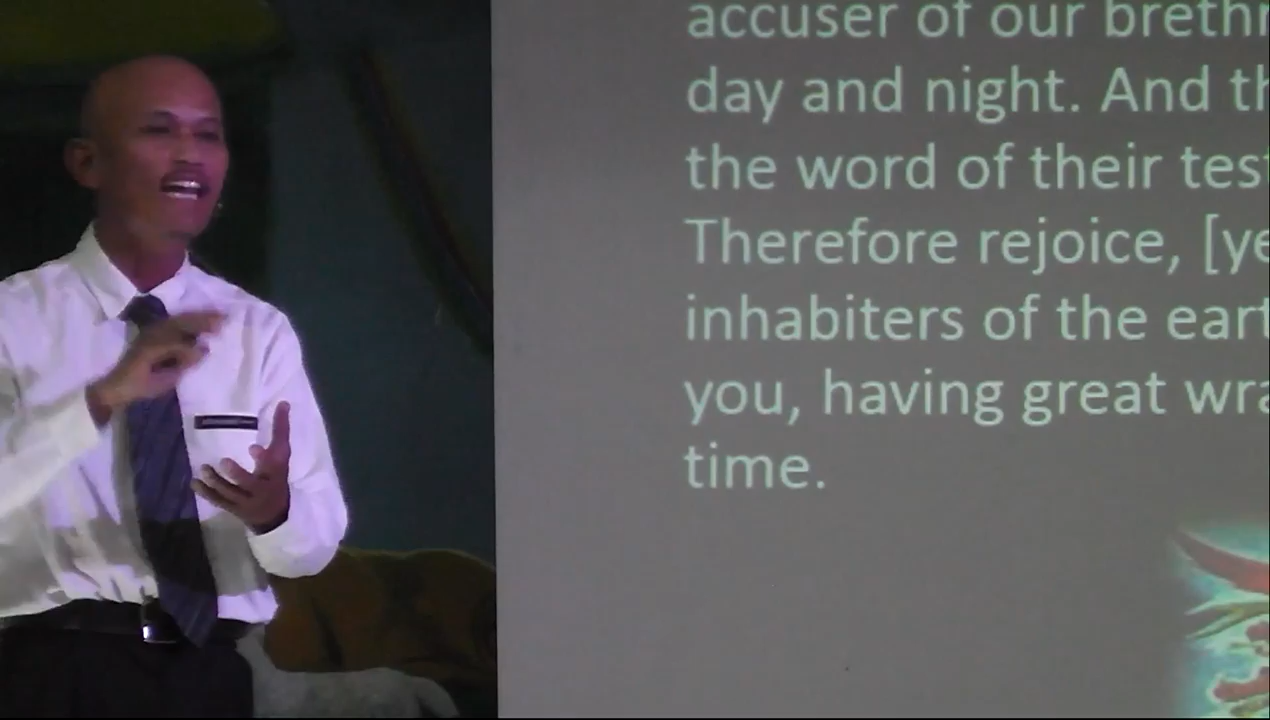 accuser of our brethr
day and night. And th
the word of their test
Therefore rejoice, [ye
inhabiters of the eart
you, having great wra
time.